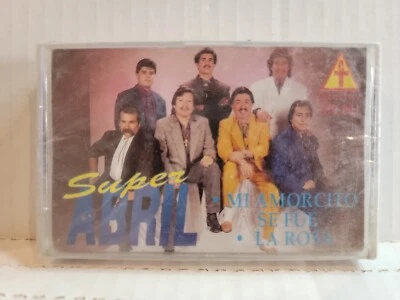 Super
ABRIL
• MI AMORCITO
SE FUE
• LA ROSA